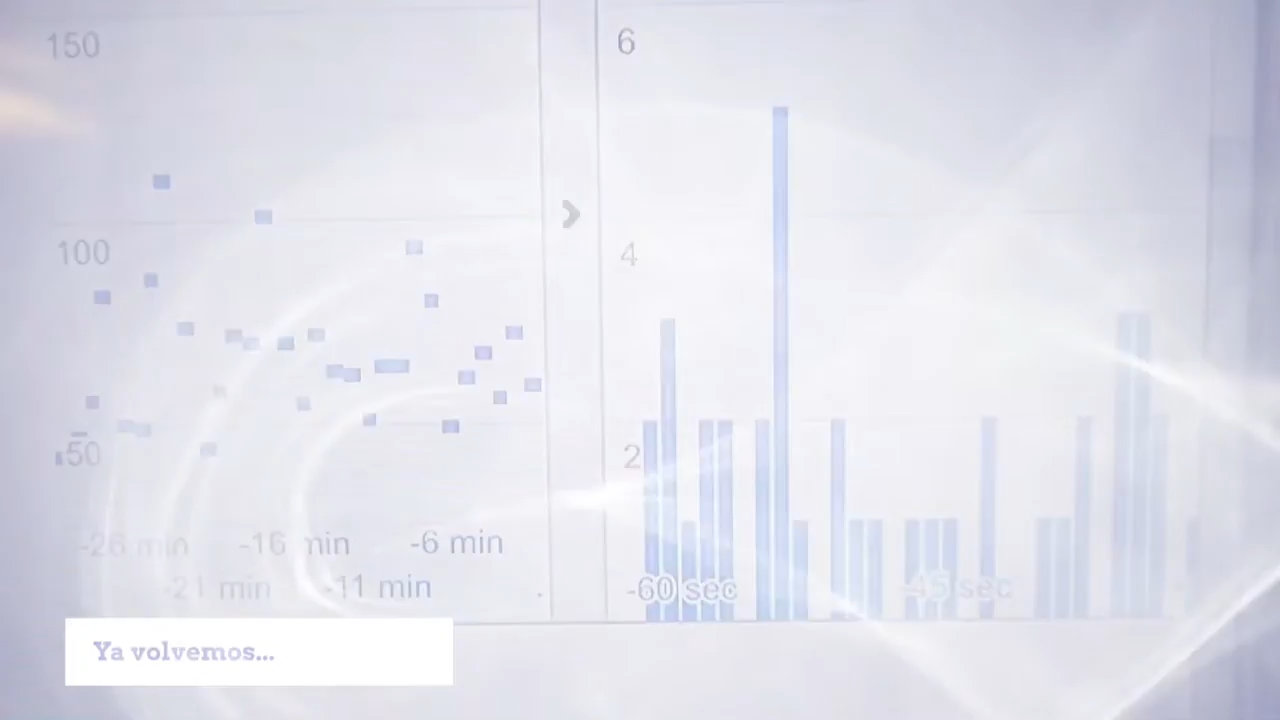 150
100
50
-26 min
-16 min
-6 min
-21 min
-11 min
6
4
2
-60 sec
-45 sec
Ya volvemos...